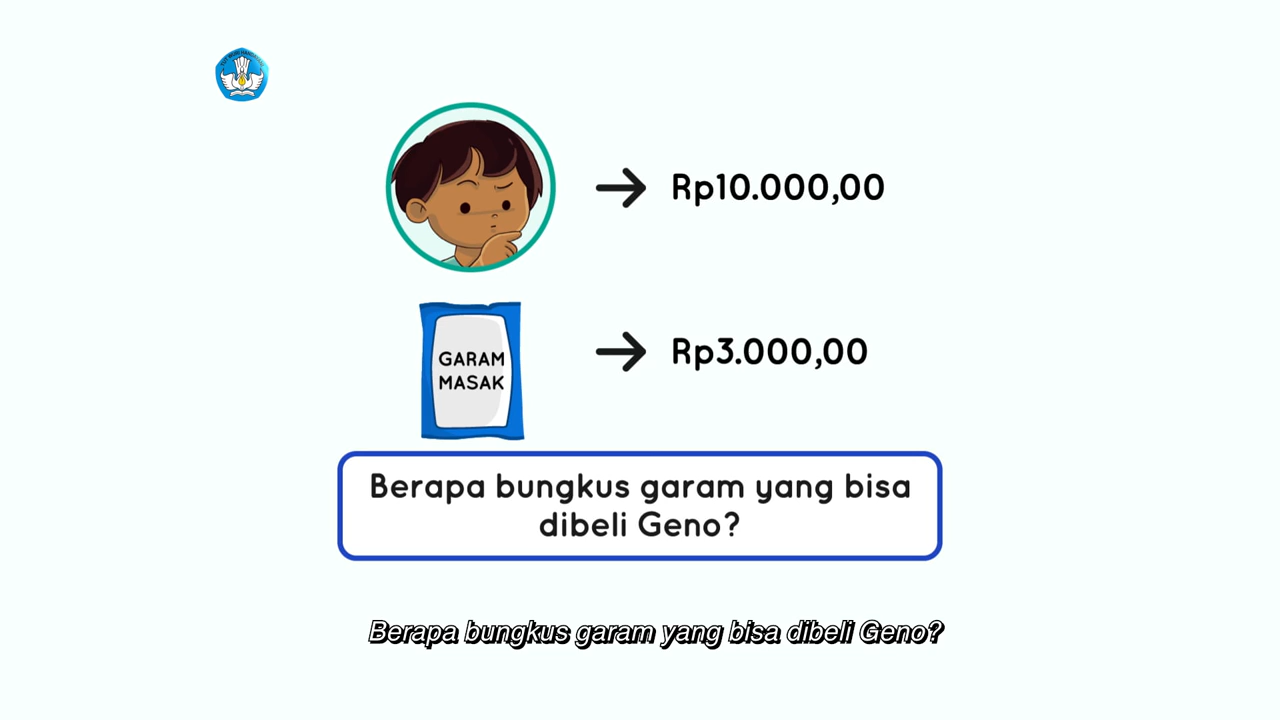 Rp10.000,00
GARAM
MASAK
Rp3.000,00
Berapa bungkus garam yang bisa
dibeli Geno?
Berapa bungkus garam yang bisa dibeli Geno?